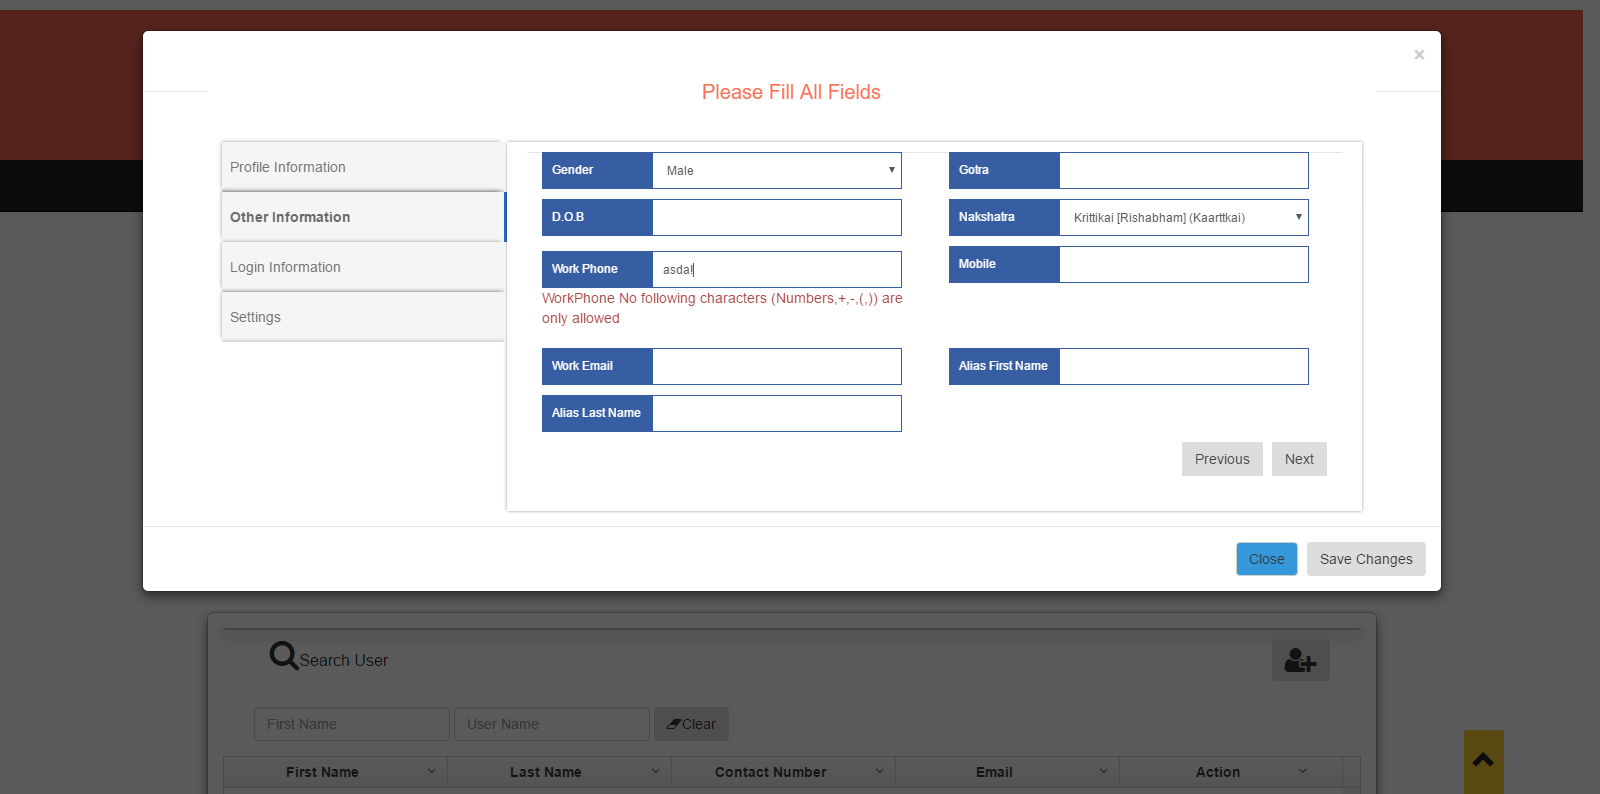 ×
Please Fill All Fields
Profile Information
Other Information
Login Information
Settings
Gender Male
Gotra
D.O.B
Nakshatra Krittikai [Rishabham] (Kaarttkai)
Work Phone asda!
Mobile
WorkPhone No following characters (Numbers,+,-,(,)) are
only allowed
Work Email
Alias First Name
Alias Last Name
Previous Next
Close Save Changes
Search User
First Name User Name Clear
First Name Last Name Contact Number Email Action